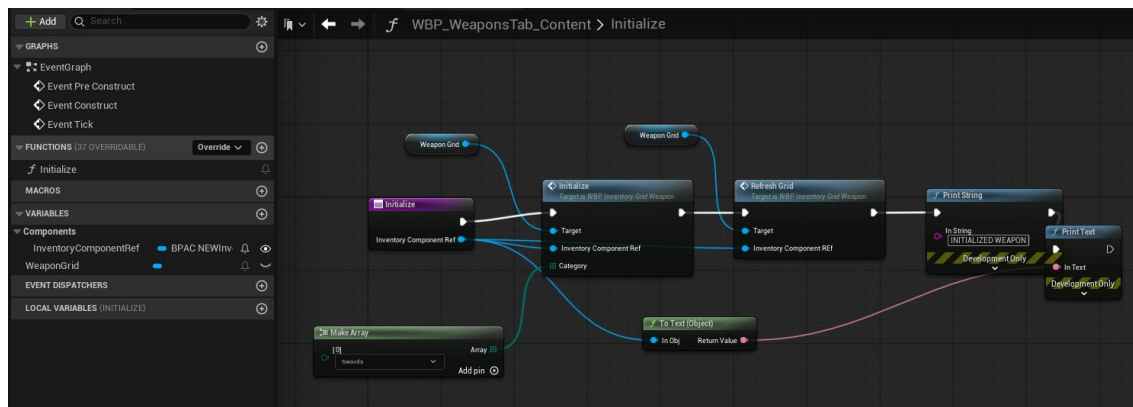 + Add
Search
WBP_WeaponsTab_Content > Initialize
GRAPHS
EventGraph
Event Pre Construct
Event Construct
Event Tick
FUNCTIONS (37 OVERRIDABLE)
Override
Initialize
MACROS
VARIABLES
Components
InventoryComponentRef
BPAC NEWInv
WeaponGrid
EVENT DISPATCHERS
LOCAL VARIABLES (INITIALIZE)
Weapon Grid
Weapon Grid
Initialize
Inventory Component Ref
Initialize
Target is WBP Inventory Grid Weapon
Target
Inventory Component Ref
Category
Refresh Grid
Target is WBP Inventory Grid Weapon
Target
Inventory Component REf
Print String
In String
INITIALIZED WEAPON
Development Only
Print Text
In Text
Development Only
Make Array
[0]
Swords
Array
Add pin
To Text (Object)
In Obj
Return Value